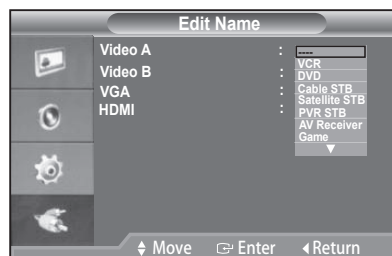 Edit Name
Video A : ----
VCR
Video B : DVD
VGA : Cable STB
Satellite STB
HDMI : PVR STB
AV Receiver
Game
▼
Move Enter Return